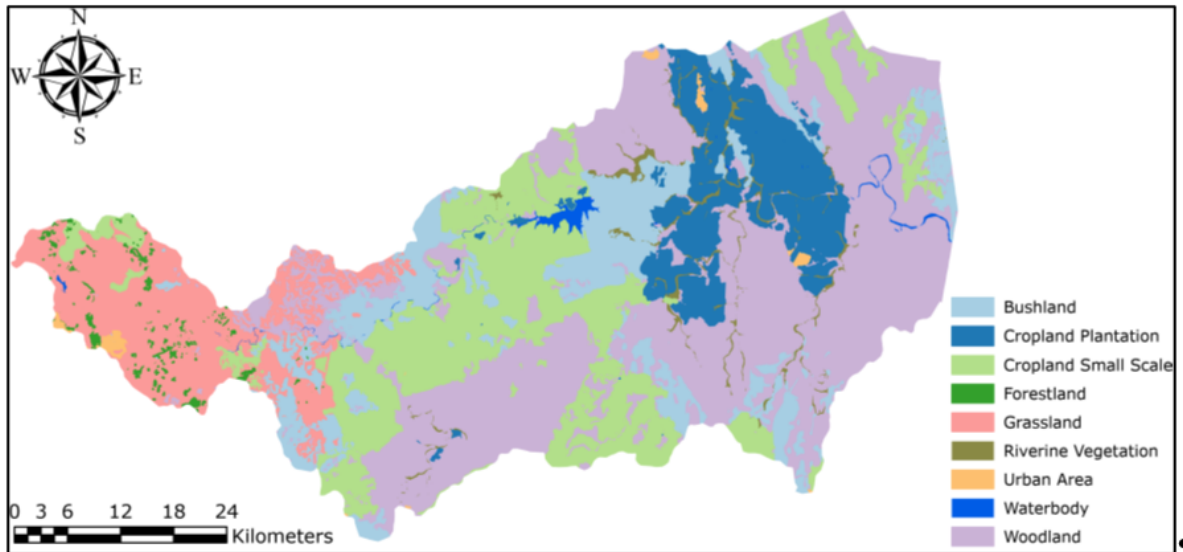 N
W E
S
Bushland
Cropland Plantation
Cropland Small Scale
Forestland
Grassland
Riverine Vegetation
Urban Area
Waterbody
Woodland
0 3 6 12 18 24
Kilometers